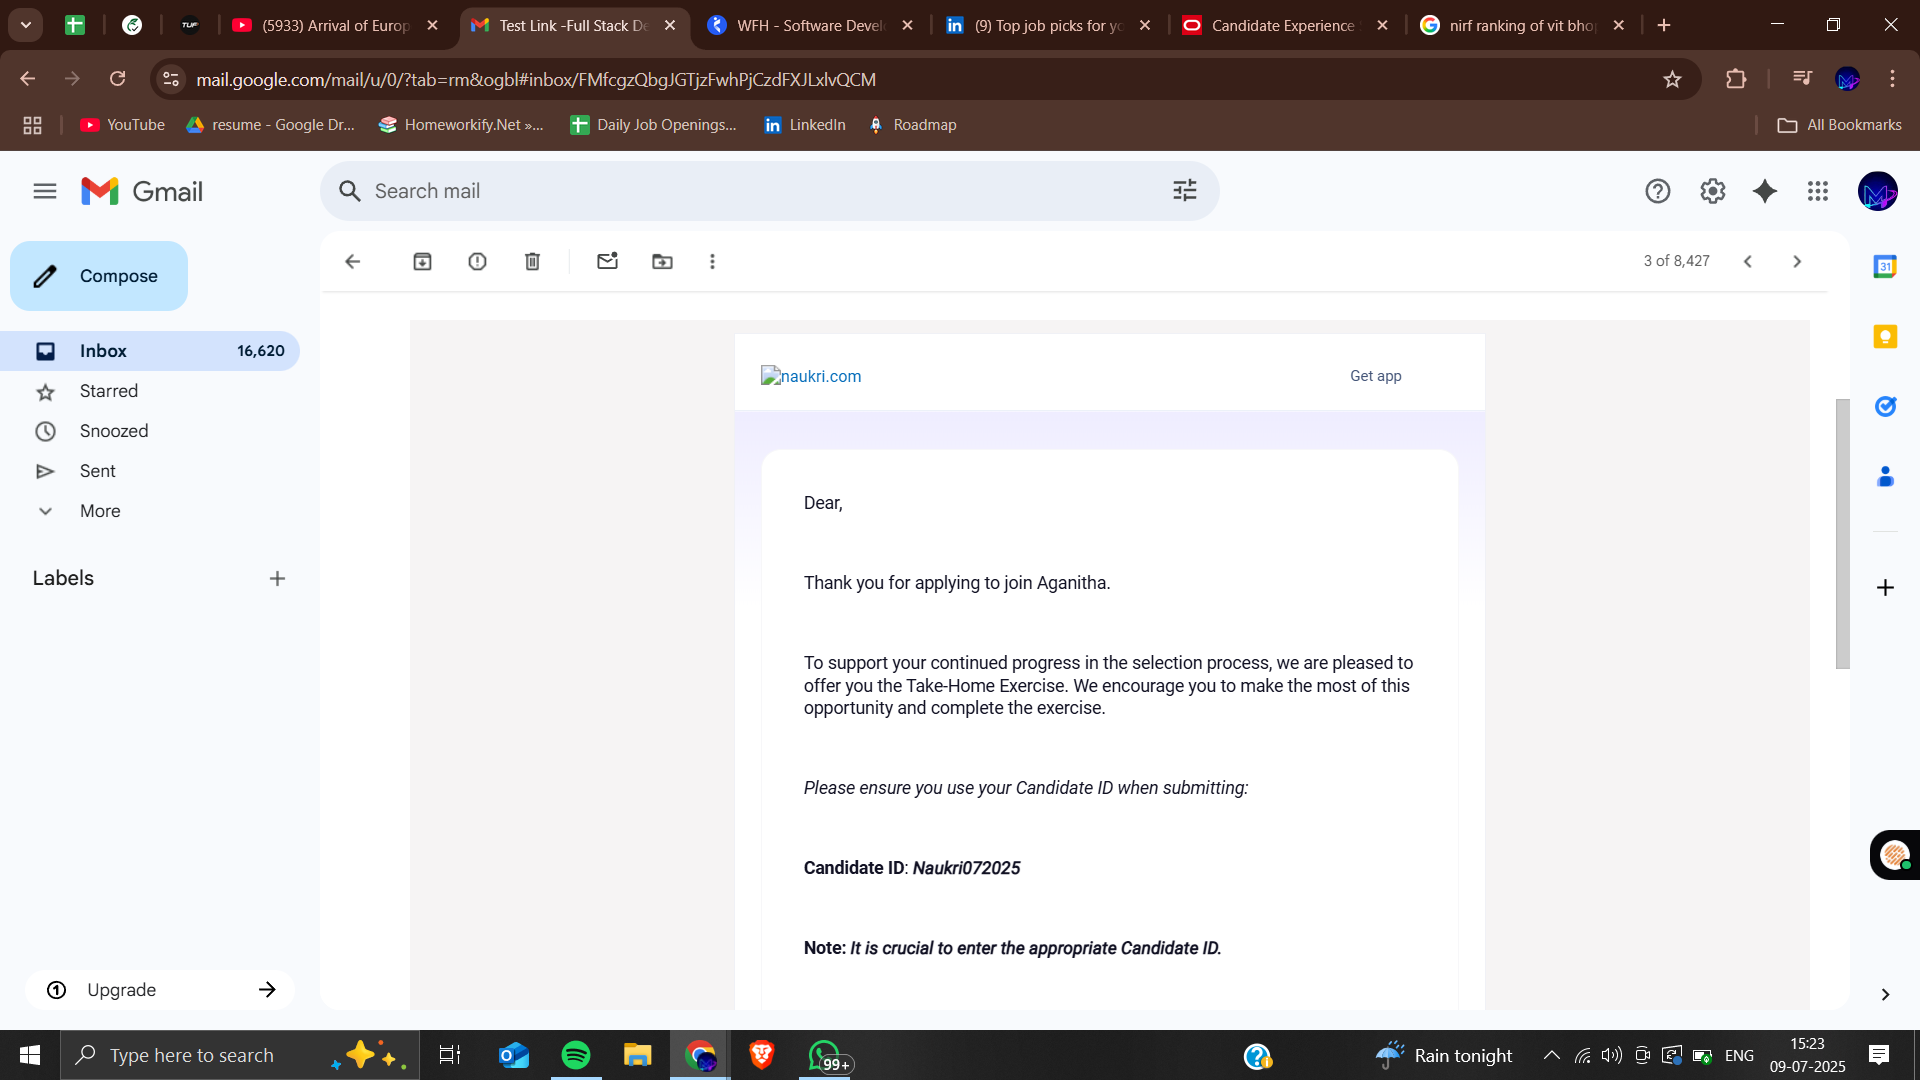 (5933) Arrival of Europ
Test Link -Full Stack De
WFH - Software Devel
(9) Top job picks for yo
Candidate Experience
nirf ranking of vit bho
mail.google.com/mail/u/0/?tab=rm&ogbl#inbox/FMfcgzQbgJGTjzFwhPjCzdFXJLxlvQCM
YouTube
resume - Google Dr...
Homeworkify.Net »...
Daily Job Openings...
LinkedIn
Roadmap
All Bookmarks
Gmail
Search mail
Compose
3 of 8,427
Inbox 16,620
Starred
Snoozed
Sent
More
Labels
naukri.com
Get app
Dear,
Thank you for applying to join Aganitha.
To support your continued progress in the selection process, we are pleased to
offer you the Take-Home Exercise. We encourage you to make the most of this
opportunity and complete the exercise.
Please ensure you use your Candidate ID when submitting:
Candidate ID: Naukri072025
Note: It is crucial to enter the appropriate Candidate ID.
Upgrade
Type here to search
99+
Rain tonight
ENG
15:23
09-07-2025
TUF
31